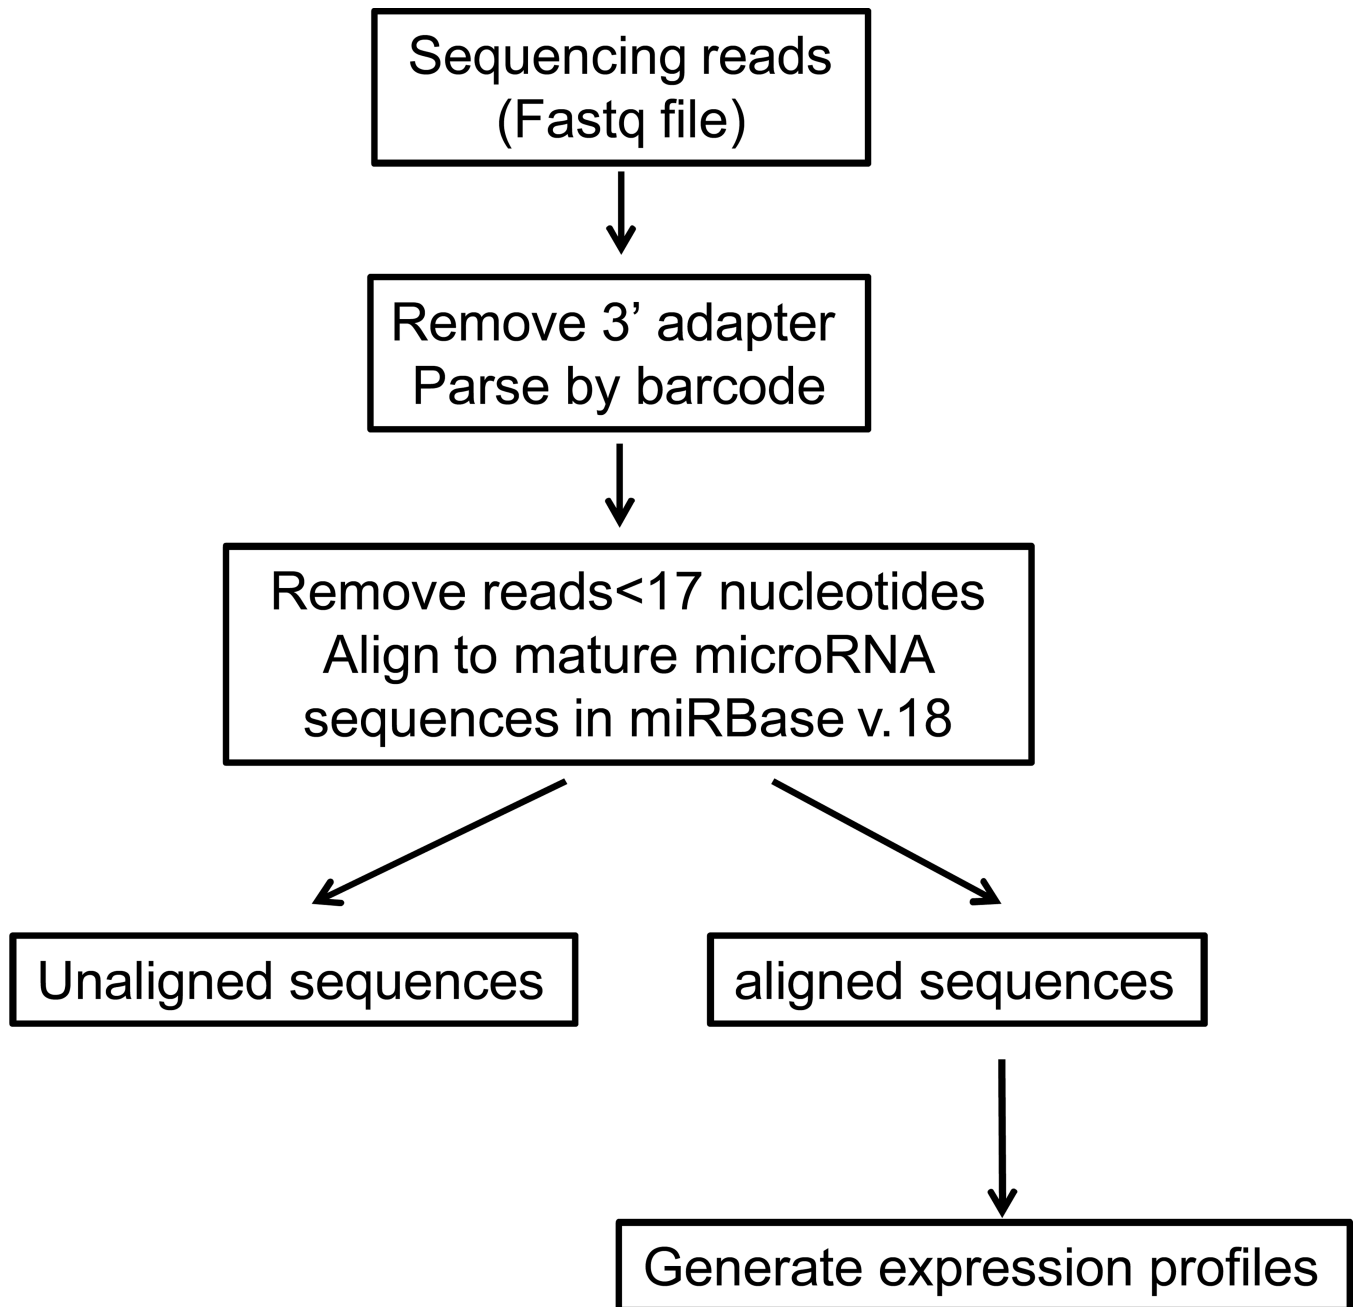 Sequencing reads
(Fastq file)
Remove 3’ adapter
Parse by barcode
Remove reads<17 nucleotides
Align to mature microRNA
sequences in miRBase v.18
Unaligned sequences
aligned sequences
Generate expression profiles